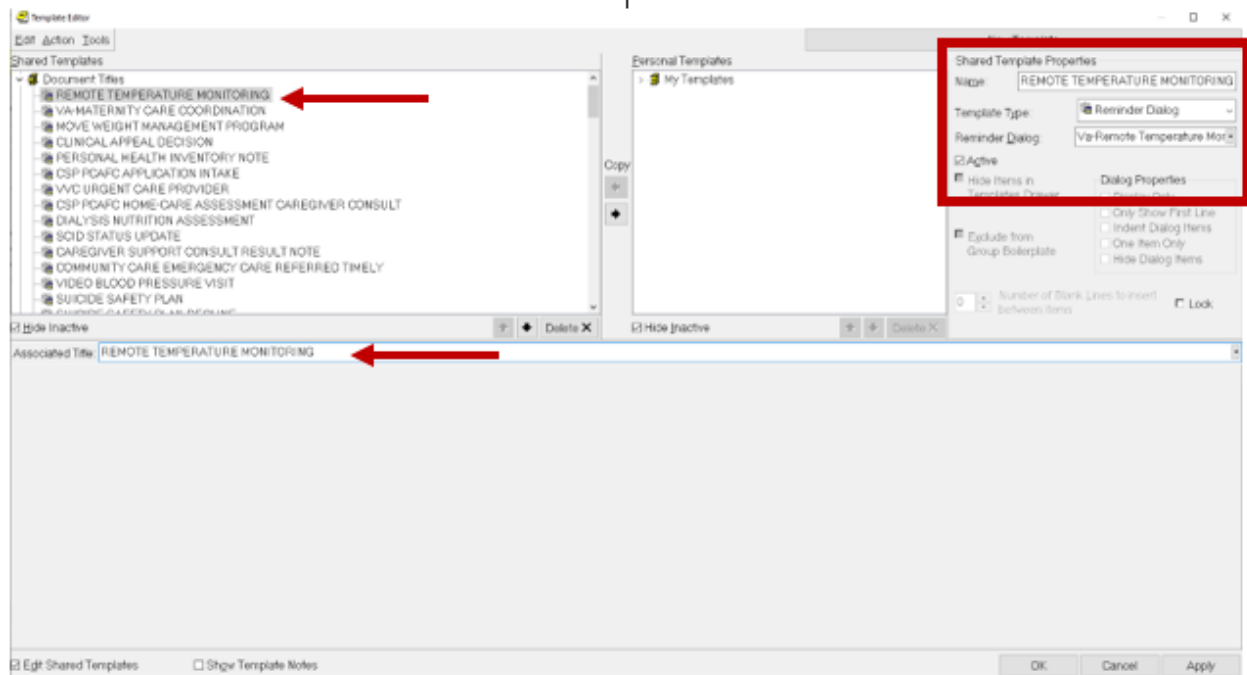 Template Editor
Edit Action Tools
Shared Templates
Document Titles
REMOTE TEMPERATURE MONITORING
VA-MATERNITY CARE COORDINATION
MOVE WEIGHT MANAGEMENT PROGRAM
CLINICAL APPEAL DECISION
PERSONAL HEALTH INVENTORY NOTE
CSP PCAFC APPLICATION INTAKE
VVC URGENT CARE PROVIDER
CSP PCAFC HOME-CARE ASSESSMENT CAREGIVER CONSULT
DIALYSIS NUTRITION ASSESSMENT
SCID STATUS UPDATE
CAREGIVER SUPPORT CONSULT RESULT NOTE
COMMUNITY CARE EMERGENCY CARE REFERRED TIMELY
VIDEO BLOOD PRESSURE VISIT
SUICIDE SAFETY PLAN
Hide Inactive
Delete X
Copy
Personal Templates
My Templates
Hide Inactive
Delete X
Shared Template Properties
Name: REMOTE TEMPERATURE MONITORING
Template Type: Reminder Dialog
Reminder Dialog: Va-Remote Temperature Mor
Active
Hide Items in
Templates Drawer
Dialog Properties
Display Only
Only Show First Line
Indent Dialog Items
One Item Only
Hide Dialog Items
Exclude from
Group Boilerplate
0 Number of Blank Lines to insert
between items
Lock
Associated Title: REMOTE TEMPERATURE MONITORING
Edit Shared Templates
Show Template Notes
OK Cancel Apply